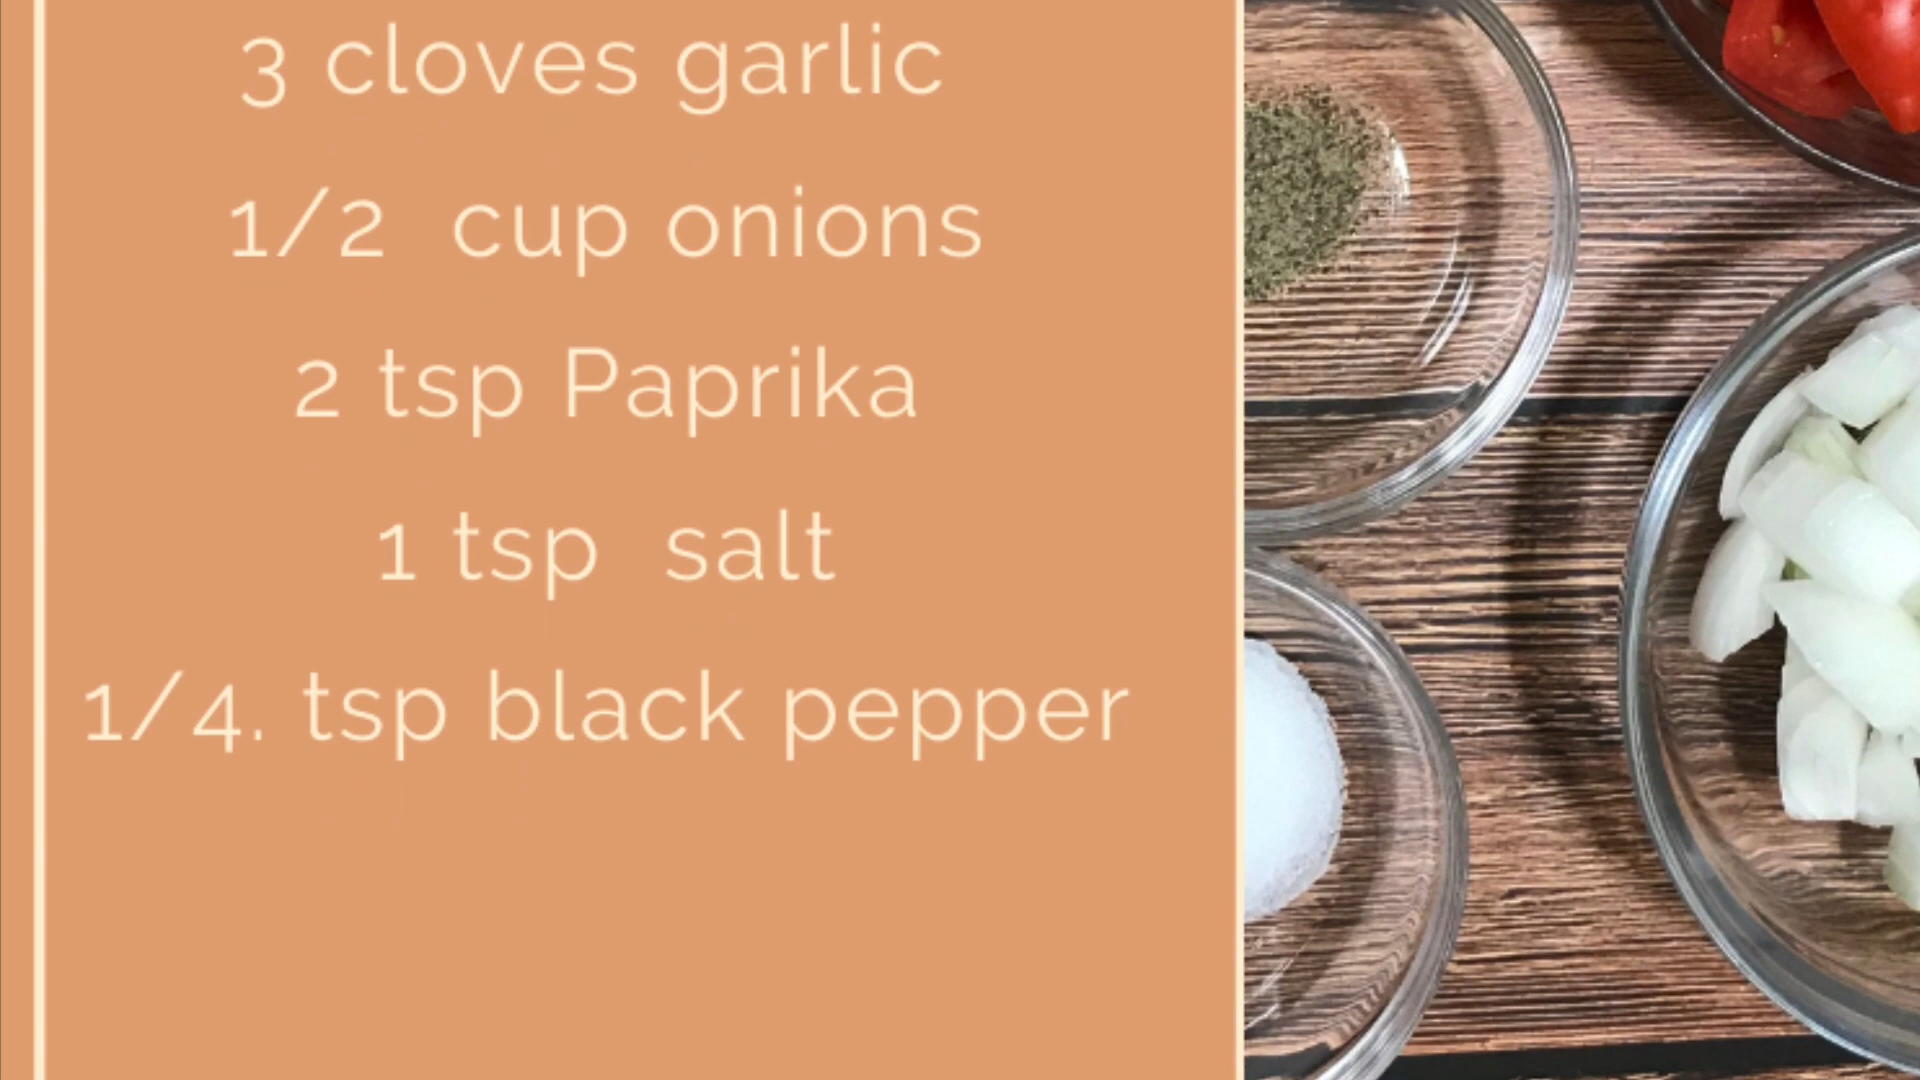 3 cloves garlic
1/2 cup onions
2 tsp Paprika
1 tsp salt
1/4. tsp black pepper